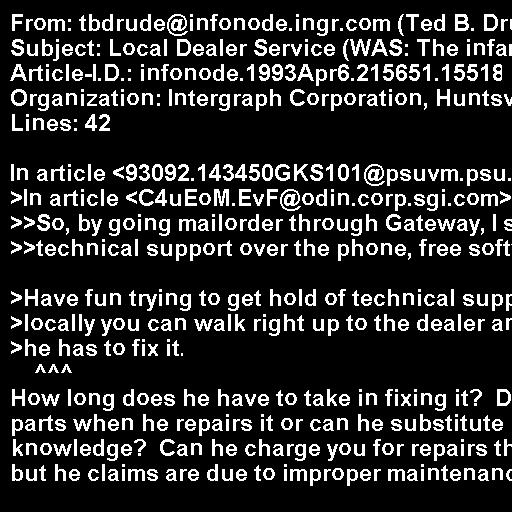 From: tbdrude@infonode.ingr.com (Ted B. Dru
Subject: Local Dealer Service (WAS: The infa
Article-I.D.: infonode.1993Apr6.215651.15518
Organization: Intergraph Corporation, Huntsv
Lines: 42

In article <93092.143450GKS101@psuvm.psu.
>In article <C4uEoM.EvF@odin.corp.sgi.com>
>>So, by going mailorder through Gateway, I s
>>technical support over the phone, free soft

>Have fun trying to get hold of technical supp
>locally you can walk right up to the dealer an
>he has to fix it.
^^^
How long does he have to take in fixing it?  D
parts when he repairs it or can he substitute
knowledge?  Can he charge you for repairs th
but he claims are due to improper maintenanc